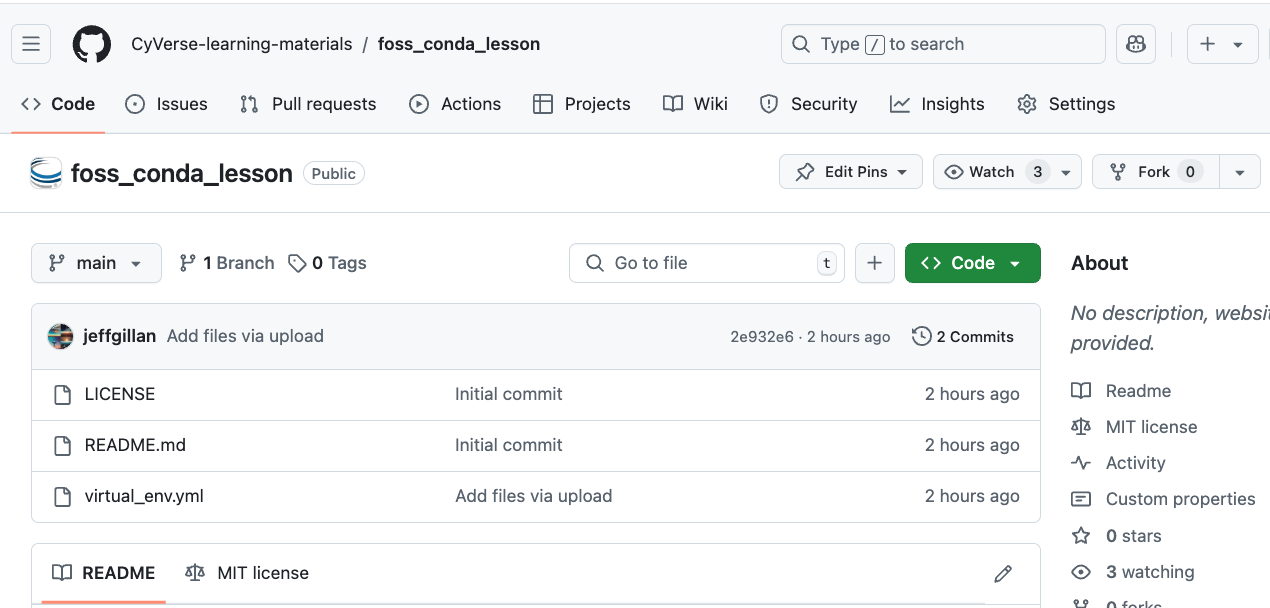 CyVerse-learning-materials / foss_conda_lesson
Type / to search
Code Issues Pull requests Actions Projects Wiki Security Insights Settings
foss_conda_lesson Public
Edit Pins Watch 3 Fork 0
main 1 Branch 0 Tags
Go to file t
Code
About
No description, websi
provided.
jeffgillan Add files via upload 2e932e6 · 2 hours ago 2 Commits
LICENSE Initial commit 2 hours ago
README.md Initial commit 2 hours ago
virtual_env.yml Add files via upload 2 hours ago
Readme
MIT license
Activity
Custom properties
0 stars
3 watching
0 forks
README MIT license